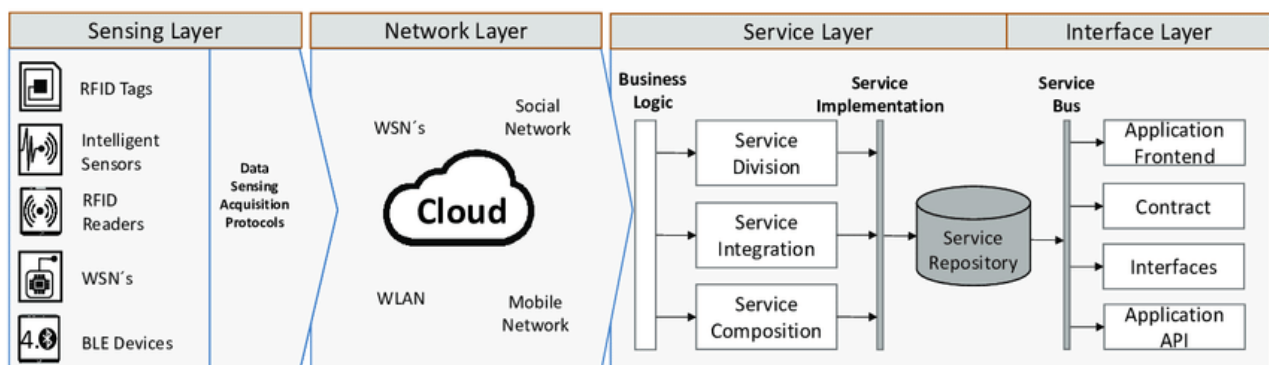 Sensing Layer
Network Layer
Service Layer
Interface Layer
RFID Tags
Intelligent
Sensors
RFID
Readers
WSN´s
4.0
BLE Devices
Data
Sensing
Acquisition
Protocols
WSN´s
Social
Network
Cloud
WLAN
Mobile
Network
Business
Logic
Service
Division
Service
Integration
Service
Composition
Service
Implementation
Service
Repository
Service
Bus
Application
Frontend
Contract
Interfaces
Application
API